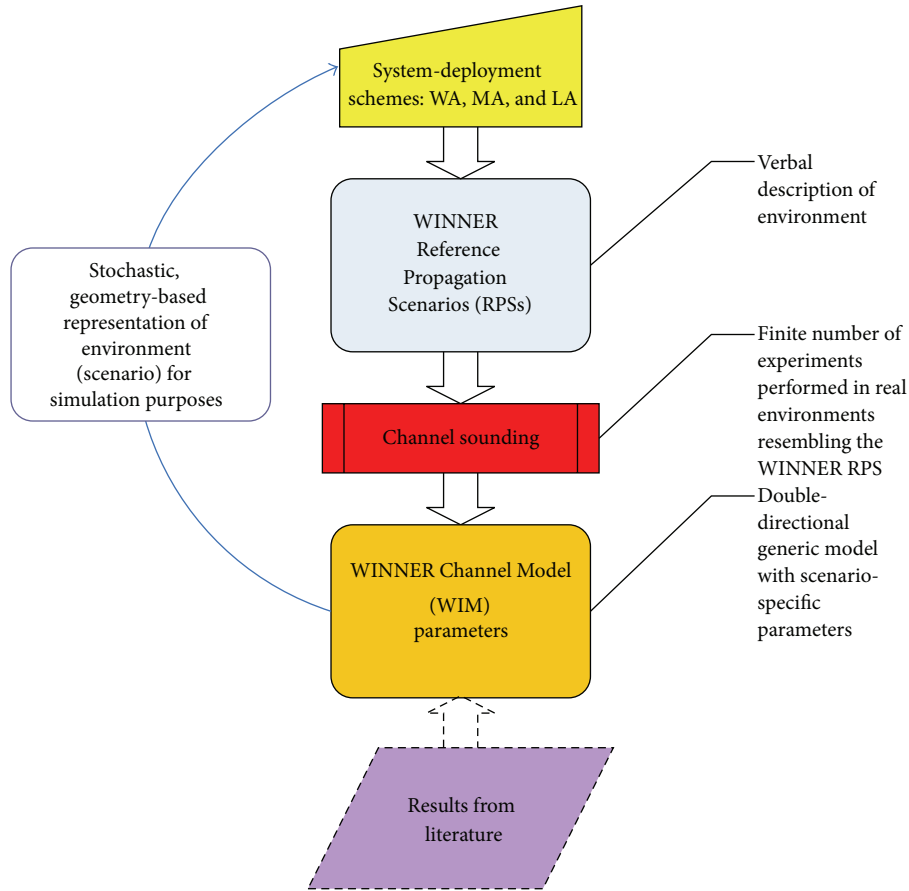 System-deployment
schemes: WA, MA, and LA
WINNER
Reference
Propagation
Scenarios (RPSs)
Verbal
description of
environment
Stochastic,
geometry-based
representation of
environment
(scenario) for
simulation purposes
Channel sounding
Finite number of
experiments
performed in real
environments
resembling the
WINNER RPS
WINNER Channel Model
(WIM)
parameters
Double-
directional
generic model
with scenario-
specific
parameters
Results from
literature